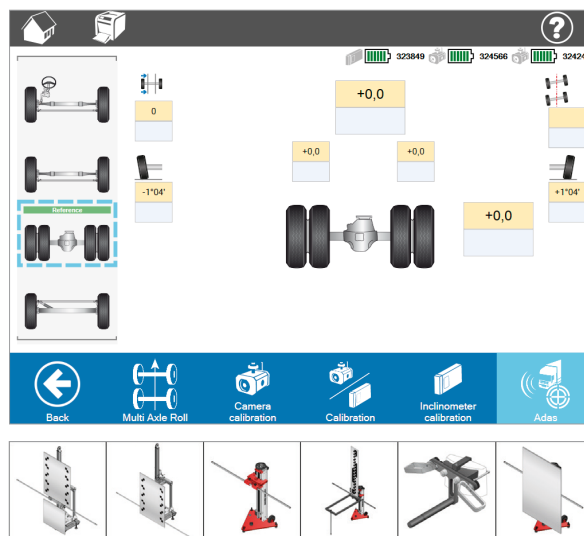 ?
323849 324566 32424
+0,0
0
+0,0 +0,0
-1°04' +1°04'
Reference
+0,0
Back
Multi Axle Roll
Camera
calibration
Calibration
Inclinometer
calibration
Adas